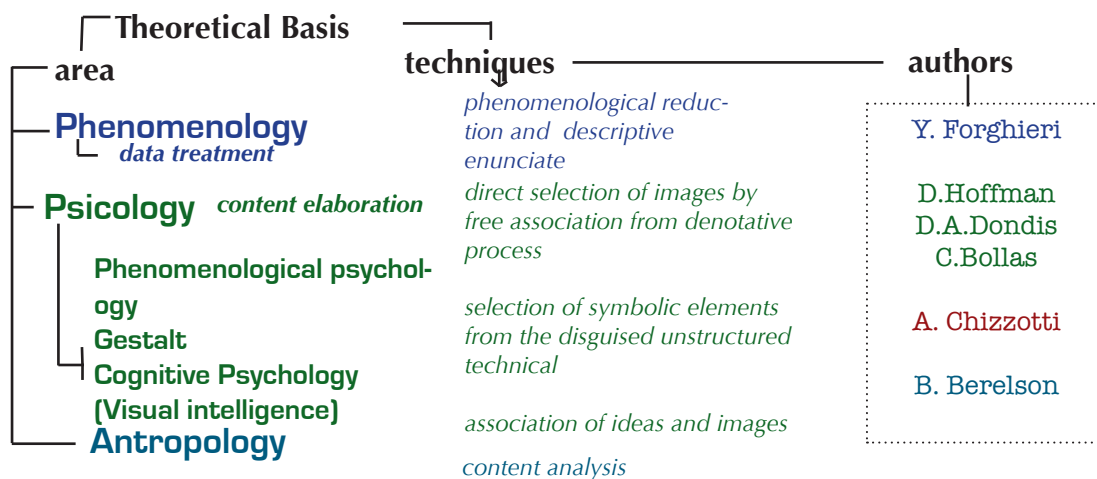 Theoretical Basis
area
techniques
authors
Phenomenology
data treatment
phenomenological reduc-
tion and descriptive
enunciate
Y. Forghieri
Psicology content elaboration
direct selection of images by
free association from denotative
process
D.Hoffman
D.A.Dondis
C.Bollas
Phenomenological psychol-
ogy
Gestalt
Cognitive Psychology
(Visual intelligence)
selection of symbolic elements
from the disguised unstructured
technical
A. Chizzotti
B. Berelson
Antropology
association of ideas and images
content analysis